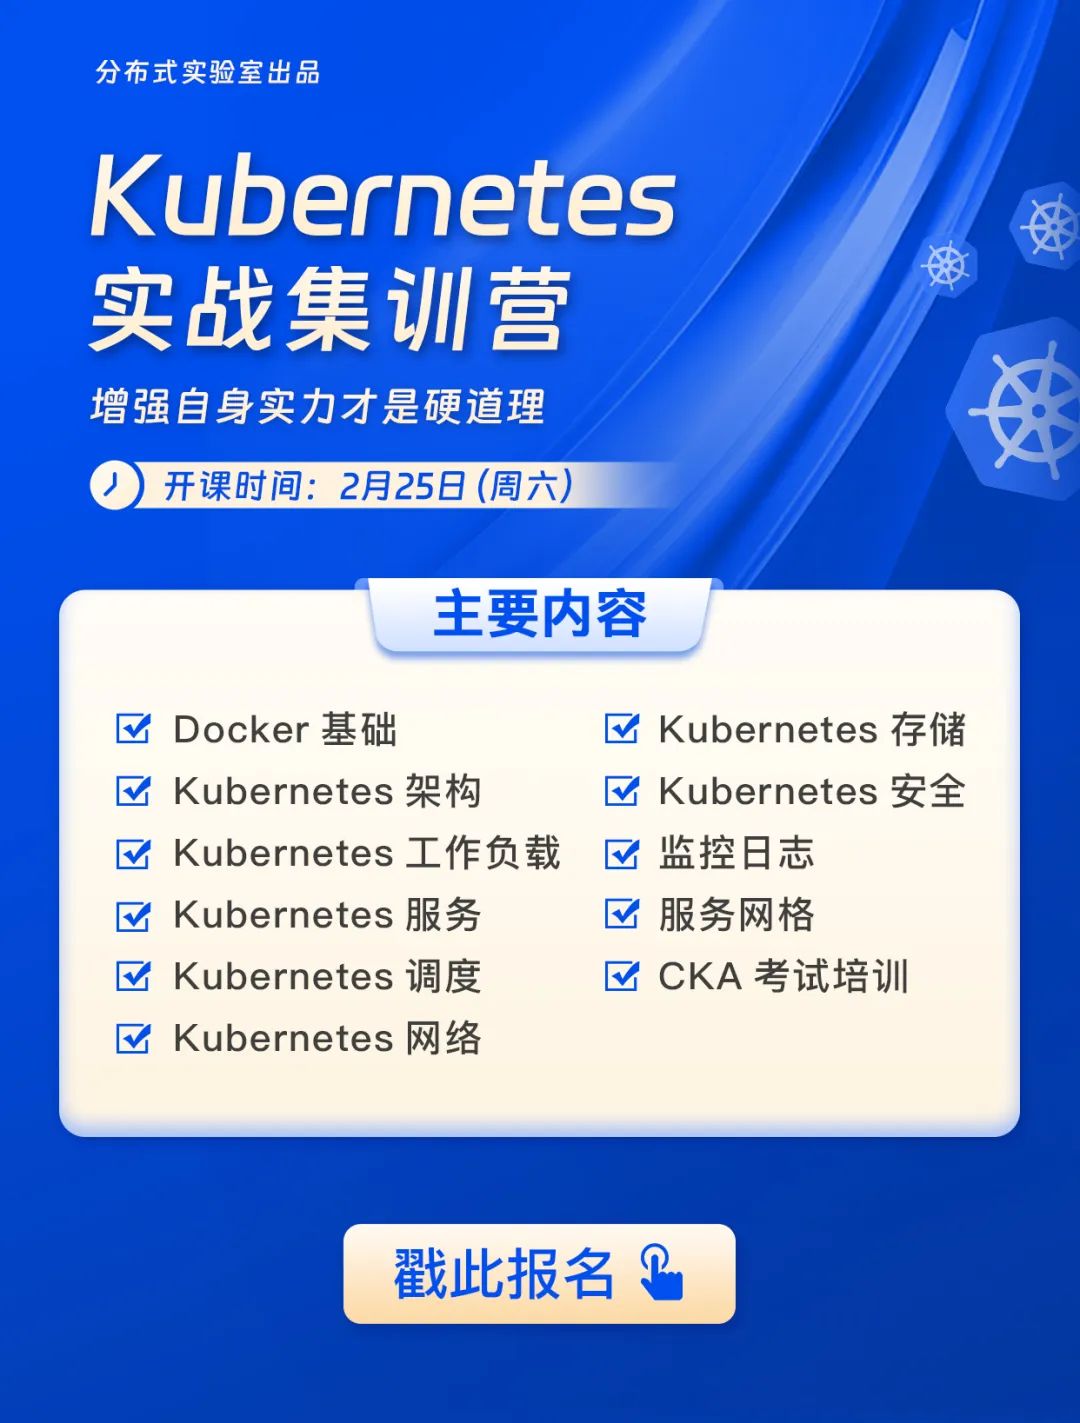 分布式实验室出品
Kubernetes
实战集训营
增强自身实力才是硬道理
开课时间：2月25日(周六)
主要内容
Docker 基础
Kubernetes 架构
Kubernetes 工作负载
Kubernetes 服务
Kubernetes 调度
Kubernetes 网络
Kubernetes 存储
Kubernetes 安全
监控日志
服务网格
CKA 考试培训
戳此报名